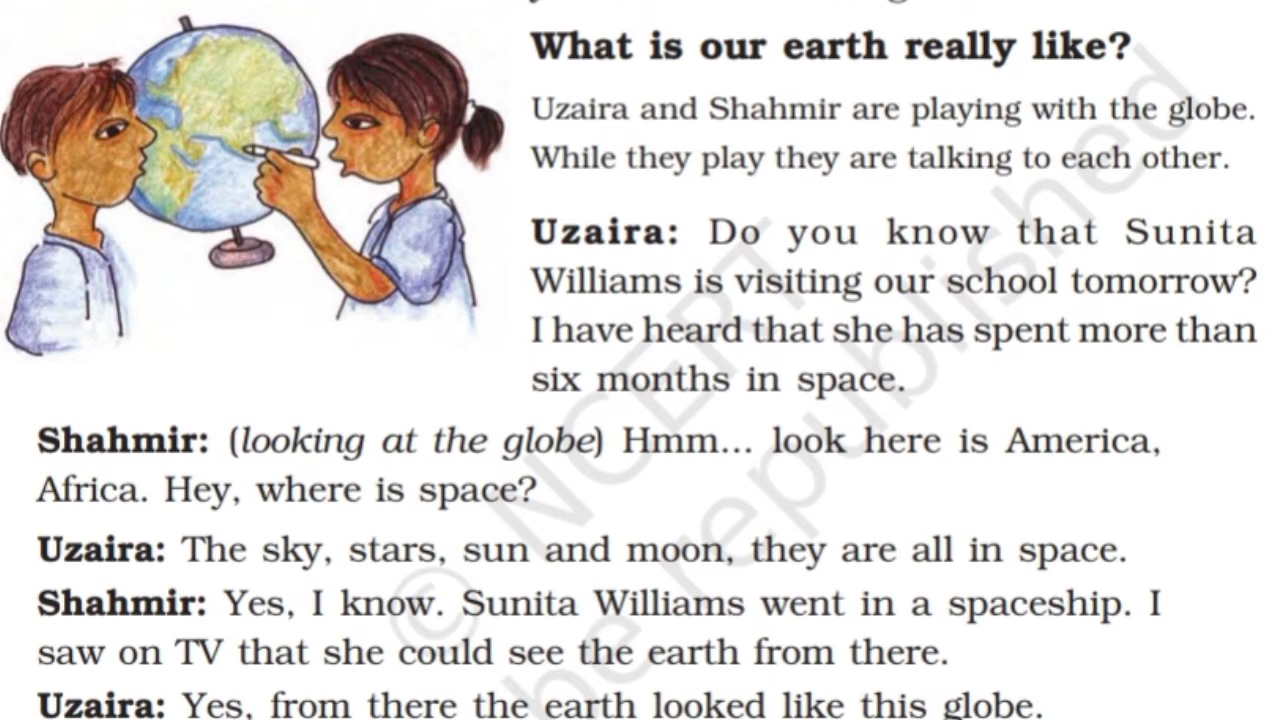 What is our earth really like?
Uzaira and Shahmir are playing with the globe.
While they play they are talking to each other.
Uzaira: Do you know that Sunita
Williams is visiting our school tomorrow?
I have heard that she has spent more than
six months in space.
Shahmir: (looking at the globe) Hmm... look here is America,
Africa. Hey, where is space?
Uzaira: The sky, stars, sun and moon, they are all in space.
Shahmir: Yes, I know. Sunita Williams went in a spaceship. I
saw on TV that she could see the earth from there.
Uzaira: Yes, from there the earth looked like this globe.
© NCERT
be republished